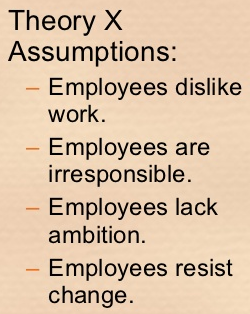 Theory X
Assumptions:
– Employees dislike
work.
– Employees are
irresponsible.
– Employees lack
ambition.
– Employees resist
change.